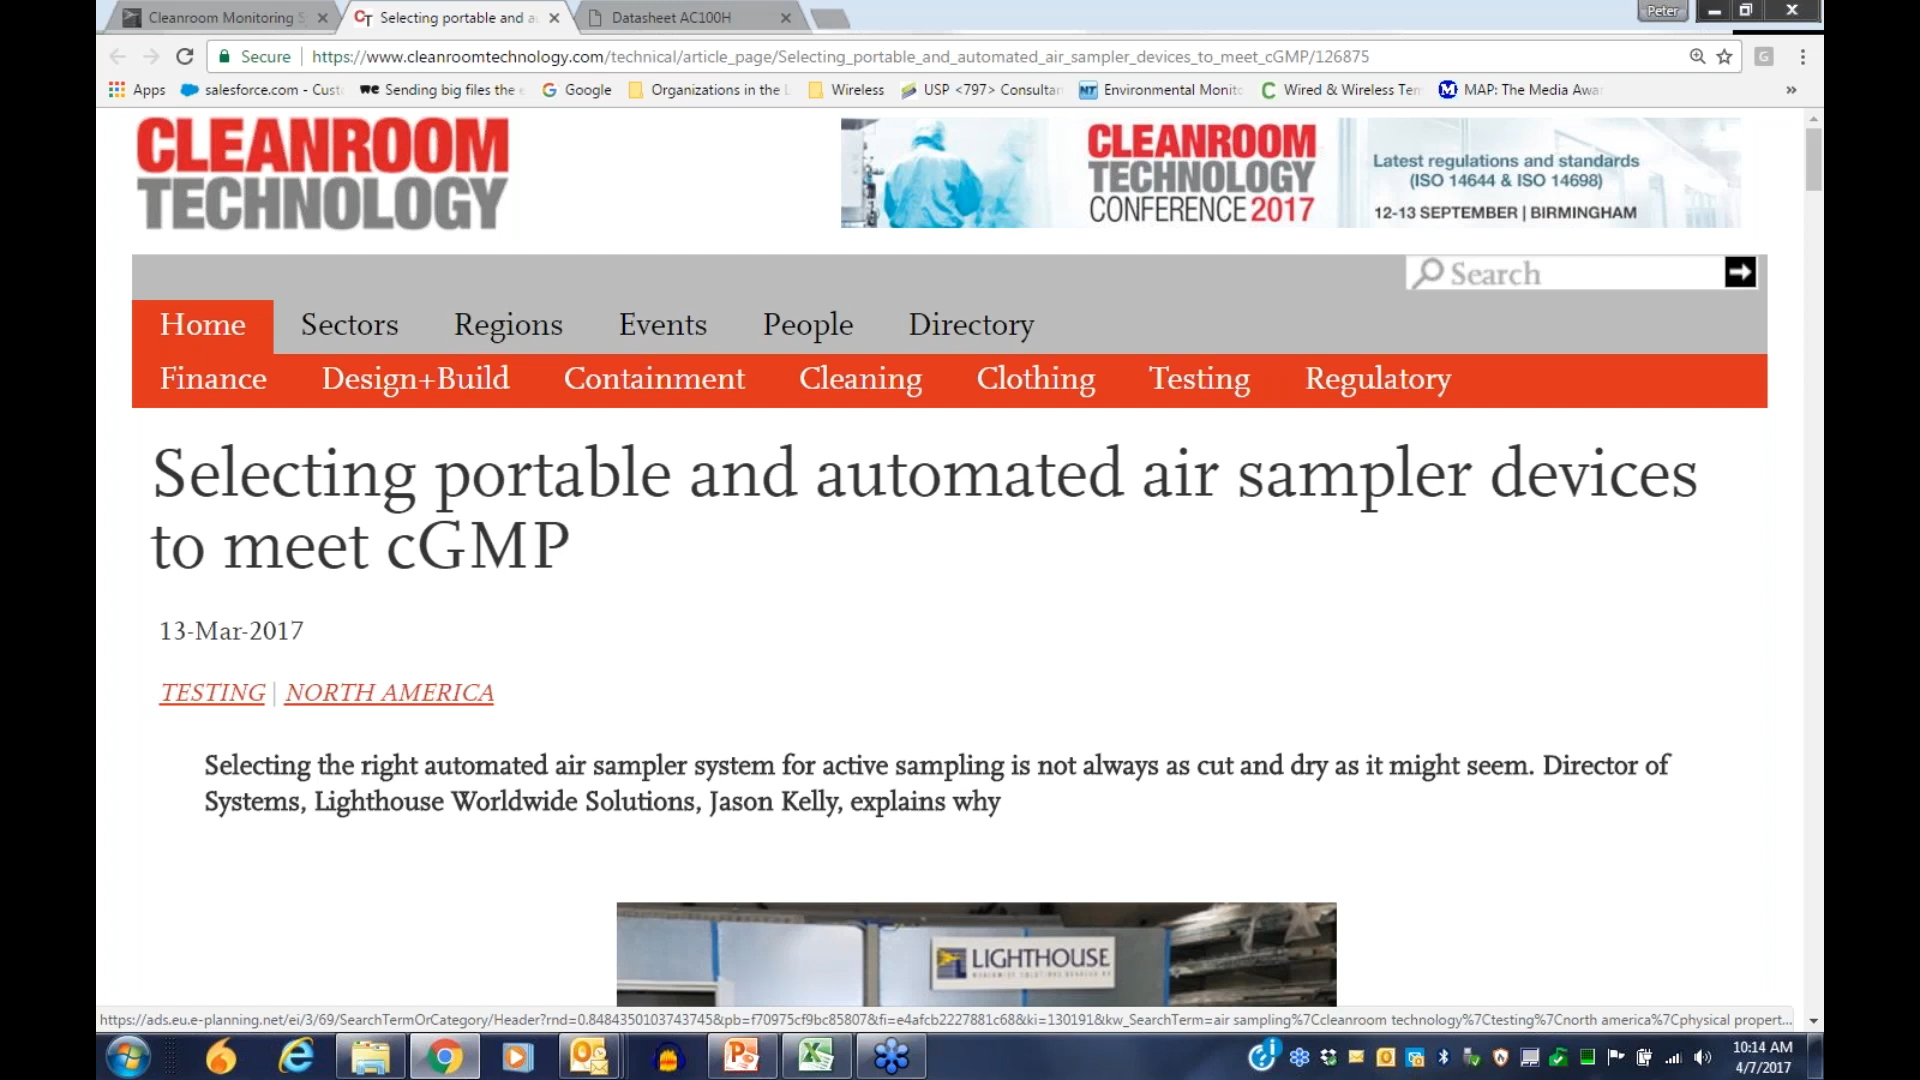 Cleanroom Monitoring S
Selecting portable and a
Datasheet AC100H
Peter
Secure
https://www.cleanroomtechnology.com/technical/article_page/Selecting_portable_and_automated_air_sampler_devices_to_meet_cGMP/126875
Apps
salesforce.com - Cust
we Sending big files the e
Google
Organizations in the L
Wireless
USP <797> Consultan
NT Environmental Monito
Wired & Wireless Tem
MAP: The Media Awa
CLEANROOM
TECHNOLOGY
CLEANROOM
TECHNOLOGY
CONFERENCE 2017
Latest regulations and standards
(ISO 14644 & ISO 14698)
12-13 SEPTEMBER | BIRMINGHAM
Search
Home Sectors Regions Events People Directory
Finance Design+Build Containment Cleaning Clothing Testing Regulatory
Selecting portable and automated air sampler devices
to meet cGMP
13-Mar-2017
TESTING | NORTH AMERICA
Selecting the right automated air sampler system for active sampling is not always as cut and dry as it might seem. Director of
Systems, Lighthouse Worldwide Solutions, Jason Kelly, explains why
LIGHTHOUSE
https://ads.eu.e-planning.net/ei/3/69/SearchTermOrCategory/Header?rnd=0.8484350103743745&pb=f70975cf9bc85807&fi=e4afcb2227881c68&ki=130191&kw_SearchTerm=air sampling%7Ccleanroom technology%7Ctesting%7Cnorth america%7Cphysical propert...
10:14 AM
4/7/2017